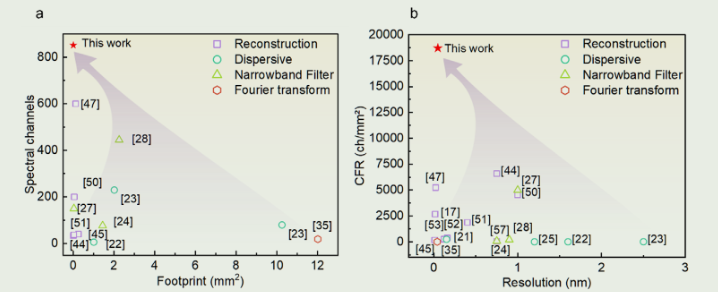 a
b
This work
Reconstruction
Dispersive
Narrowband Filter
Fourier transform
800
600
400
200
0
Spectral channels
[47]
[28]
[50]
[23]
[27]
[24]
[51]
[45]
[44]
[22]
[23]
[35]
0 2 4 6 8 10 12 14
Footprint (mm²)
This work
Reconstruction
Dispersive
Narrowband Filter
Fourier transform
20000
17500
15000
12500
10000
7500
5000
2500
0
CFR (ch/mm²)
[47]
[44]
[27]
[50]
[17]
[53] [52]
[51]
[21]
[57]
[28]
[45]
[35]
[24]
[25]
[22]
[23]
0 1 2 3
Resolution (nm)